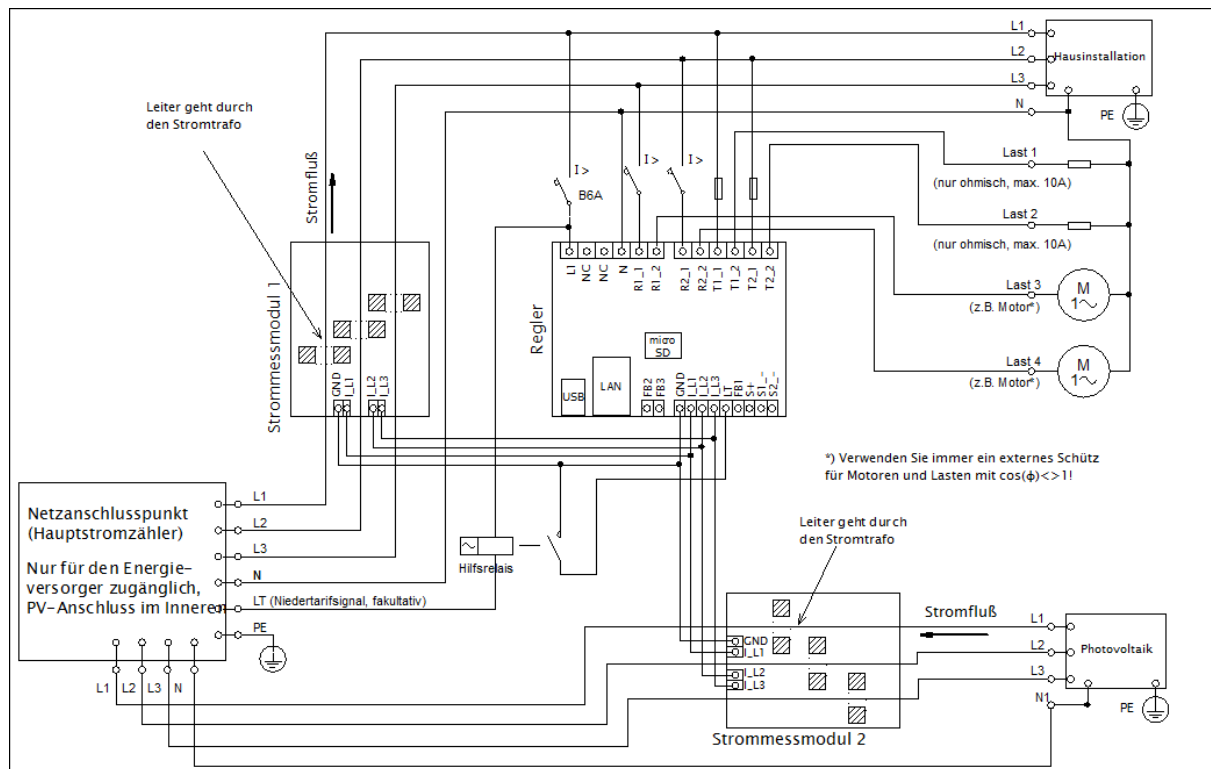 L1
L2
L3
N
Hausinstallation
PE
Leiter geht durch
den Stromtrafo
Stromfluß
I >
B6A
I >
I >
Last 1
(nur ohmisch, max. 10A)
Last 2
(nur ohmisch, max. 10A)
Last 3
(z.B. Motor*)
M
1~
Last 4
(z.B. Motor*)
M
1~
Strommessmodul 1
GND
I_L1
I_L2
I_L3
Regler
L1
NC
NC
N
R1_1
R1_2
R2_1
R2_2
T1_1
T1_2
T2_1
T2_2
micro
SD
USB
LAN
FB2
FB3
GND
I_L1
I_L2
I_L3
LT
FB1
S+
S1_-
S2_-
*) Verwenden Sie immer ein externes Schütz
für Motoren und Lasten mit cos(ϕ)<>1!
Netzanschlusspunkt
(Hauptstromzähler)
Nur für den Energie-
versorger zugänglich,
PV-Anschluss im Inneren
L1
L2
L3
N
LT (Niedertarifsignal, fakultativ)
PE
L1
L2
L3
N
Hilfsrelais
Leiter geht durch
den Stromtrafo
Stromfluß
GND
I_L1
I_L2
I_L3
Strommessmodul 2
L1
L2
L3
N1
Photovoltaik
PE